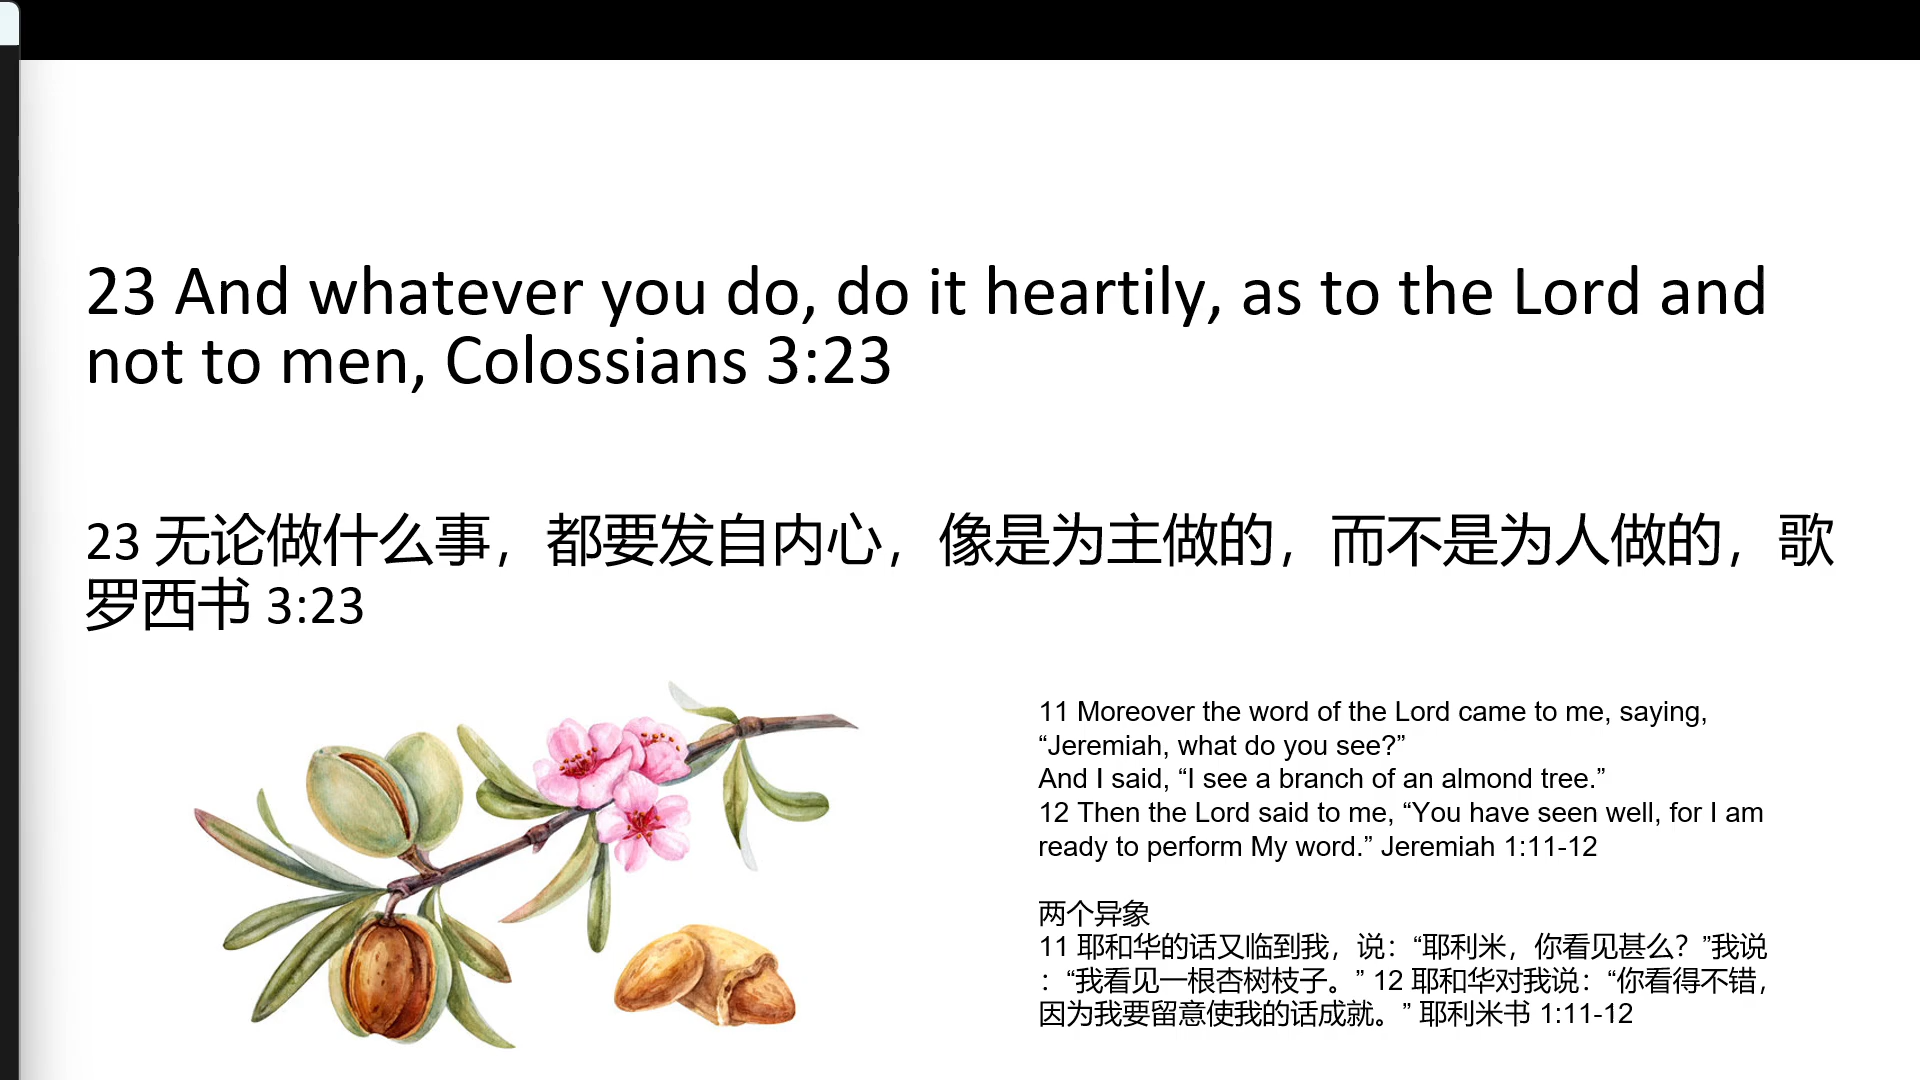 23 And whatever you do, do it heartily, as to the Lord and
not to men, Colossians 3:23
23 无论做什么事，都要发自内心，像是为主做的，而不是为人做的，歌
罗西书 3:23
11 Moreover the word of the Lord came to me, saying,
“Jeremiah, what do you see?”
And I said, “I see a branch of an almond tree.”
12 Then the Lord said to me, “You have seen well, for I am
ready to perform My word.” Jeremiah 1:11-12
两个异象
11 耶和华的话又临到我，说：“耶利米，你看见甚么？”我说
：“我看见一根杏树枝子。” 12 耶和华对我说：“你看得不错，
因为我要留意使我的话成就。” 耶利米书 1:11-12